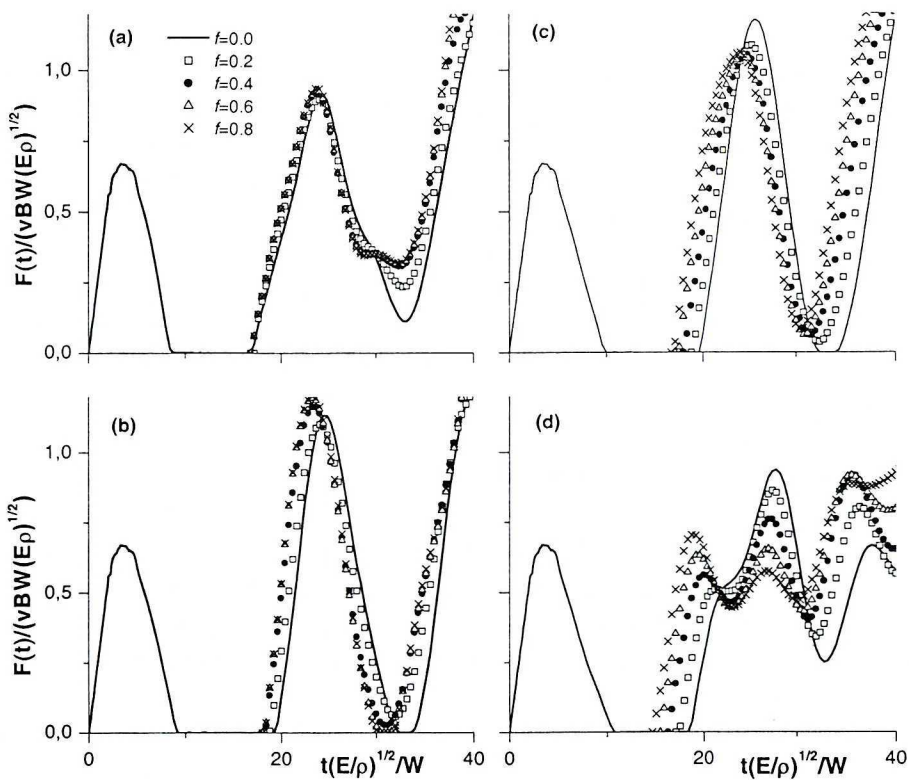 (a)
f=0.0
f=0.2
f=0.4
f=0.6
f=0.8
(c)
1,0
0,5
0,0
F(t)/(vBW(Eρ)^1/2)
(b)
(d)
1,0
0,5
0,0
F(t)/(vBW(Eρ)^1/2)
0
20
40
0
20
40
t(E/ρ)^1/2/W
t(E/ρ)^1/2/W